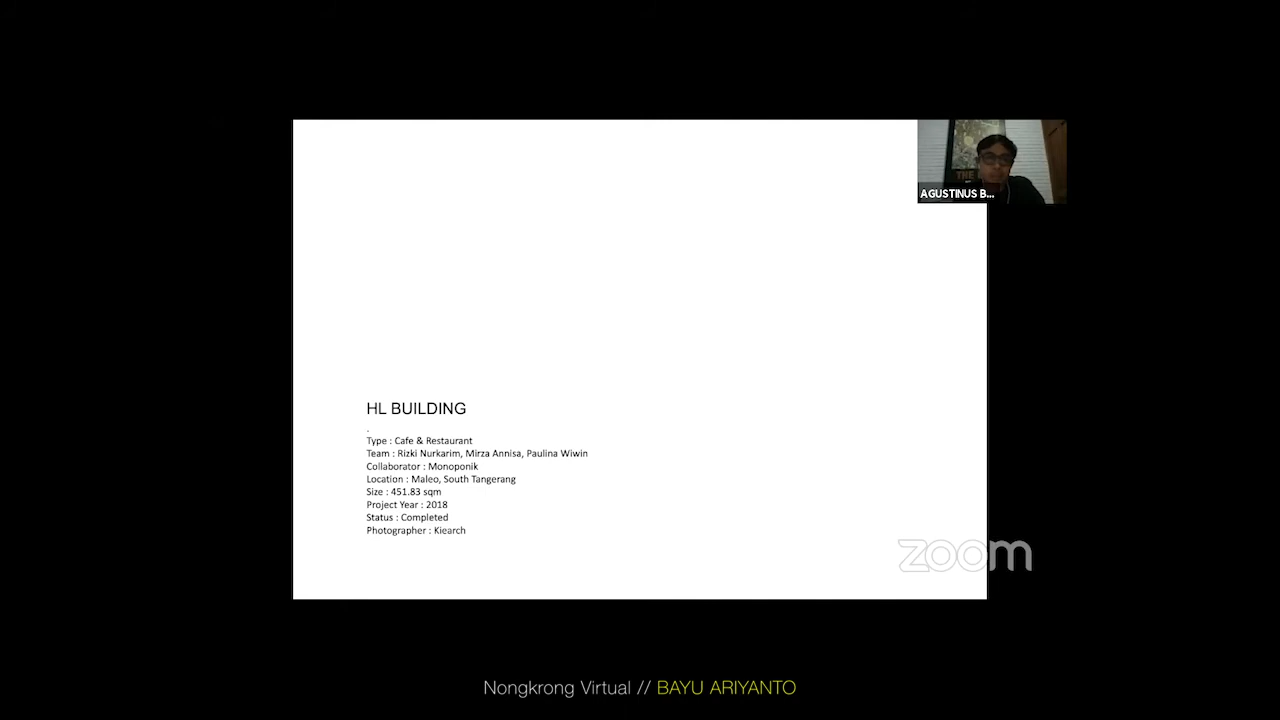 AGUSTINUS B...
HL BUILDING
.
Type : Cafe & Restaurant
Team : Rizki Nurkarim, Mirza Annisa, Paulina Wiwin
Collaborator : Monoponik
Location : Maleo, South Tangerang
Size : 451.83 sqm
Project Year : 2018
Status : Completed
Photographer : Kiearch
zoom
Nongkrong Virtual // BAYU ARIYANTO